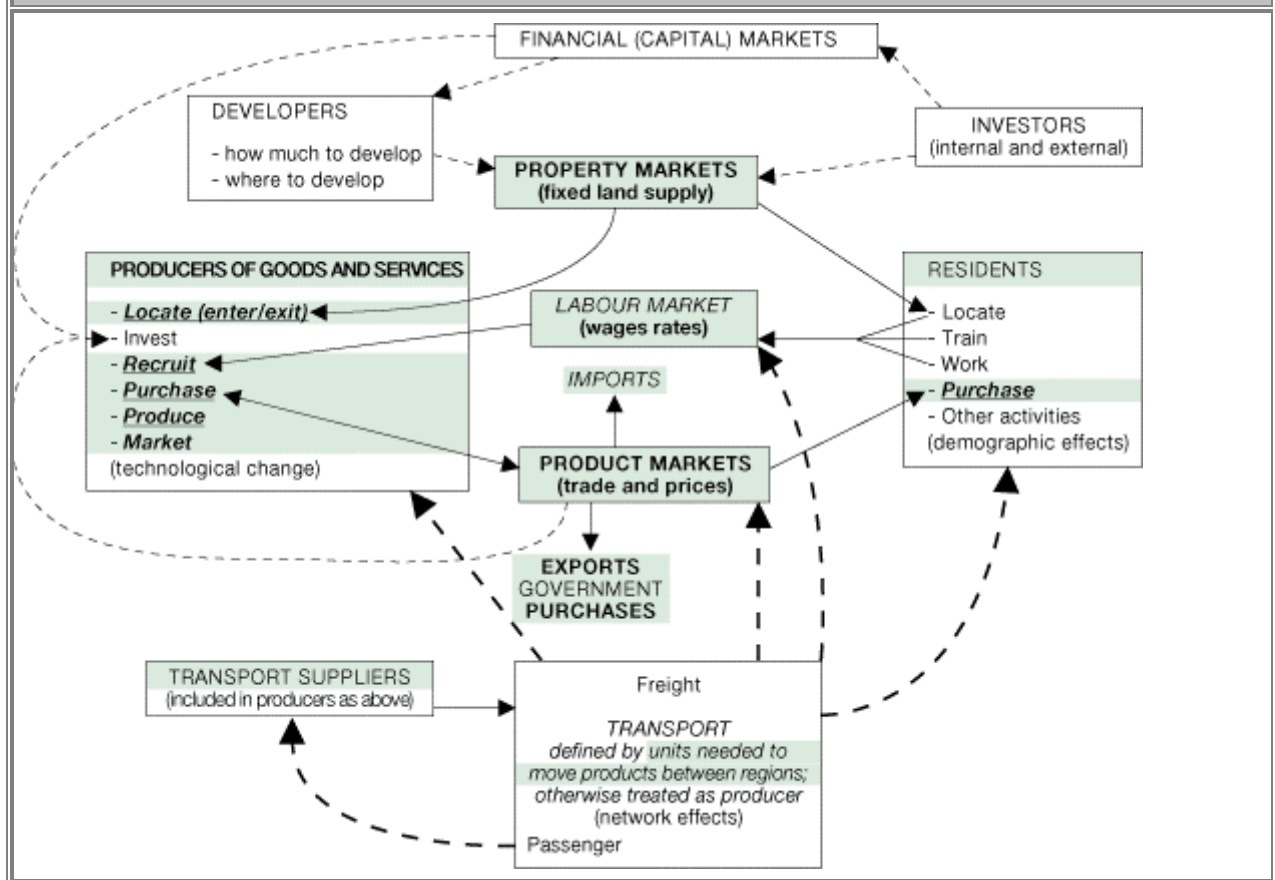 FINANCIAL (CAPITAL) MARKETS
DEVELOPERS
- how much to develop
- where to develop
INVESTORS
(internal and external)
PROPERTY MARKETS
(fixed land supply)
PRODUCERS OF GOODS AND SERVICES
- Locate (enter/exit)
- Invest
- Recruit
- Purchase
- Produce
- Market
(technological change)
LABOUR MARKET
(wages rates)
IMPORTS
PRODUCT MARKETS
(trade and prices)
EXPORTS
GOVERNMENT
PURCHASES
RESIDENTS
- Locate
- Train
- Work
- Purchase
- Other activities
(demographic effects)
TRANSPORT SUPPLIERS
(included in producers as above)
Freight
TRANSPORT
defined by units needed to
move products between regions;
otherwise treated as producer
(network effects)
Passenger